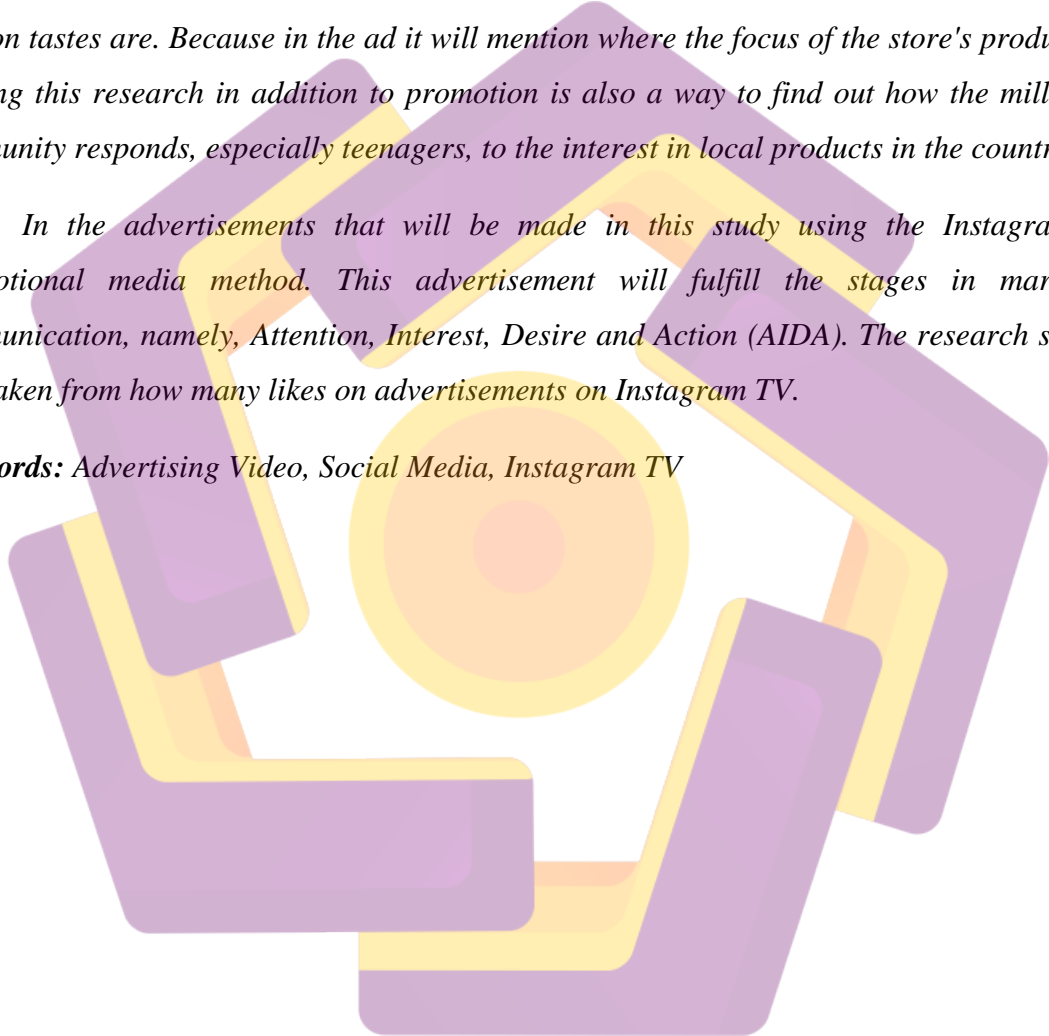 on tastes are. Because in the ad it will mention where the focus of the store's produ
ng this research in addition to promotion is also a way to find out how the mill
unity responds, especially teenagers, to the interest in local products in the countr
In the advertisements that will be made in this study using the Instagra
otional media method. This advertisement will fulfill the stages in mar
unication, namely, Attention, Interest, Desire and Action (AIDA). The research s
aken from how many likes on advertisements on Instagram TV.
ords: Advertising Video, Social Media, Instagram TV